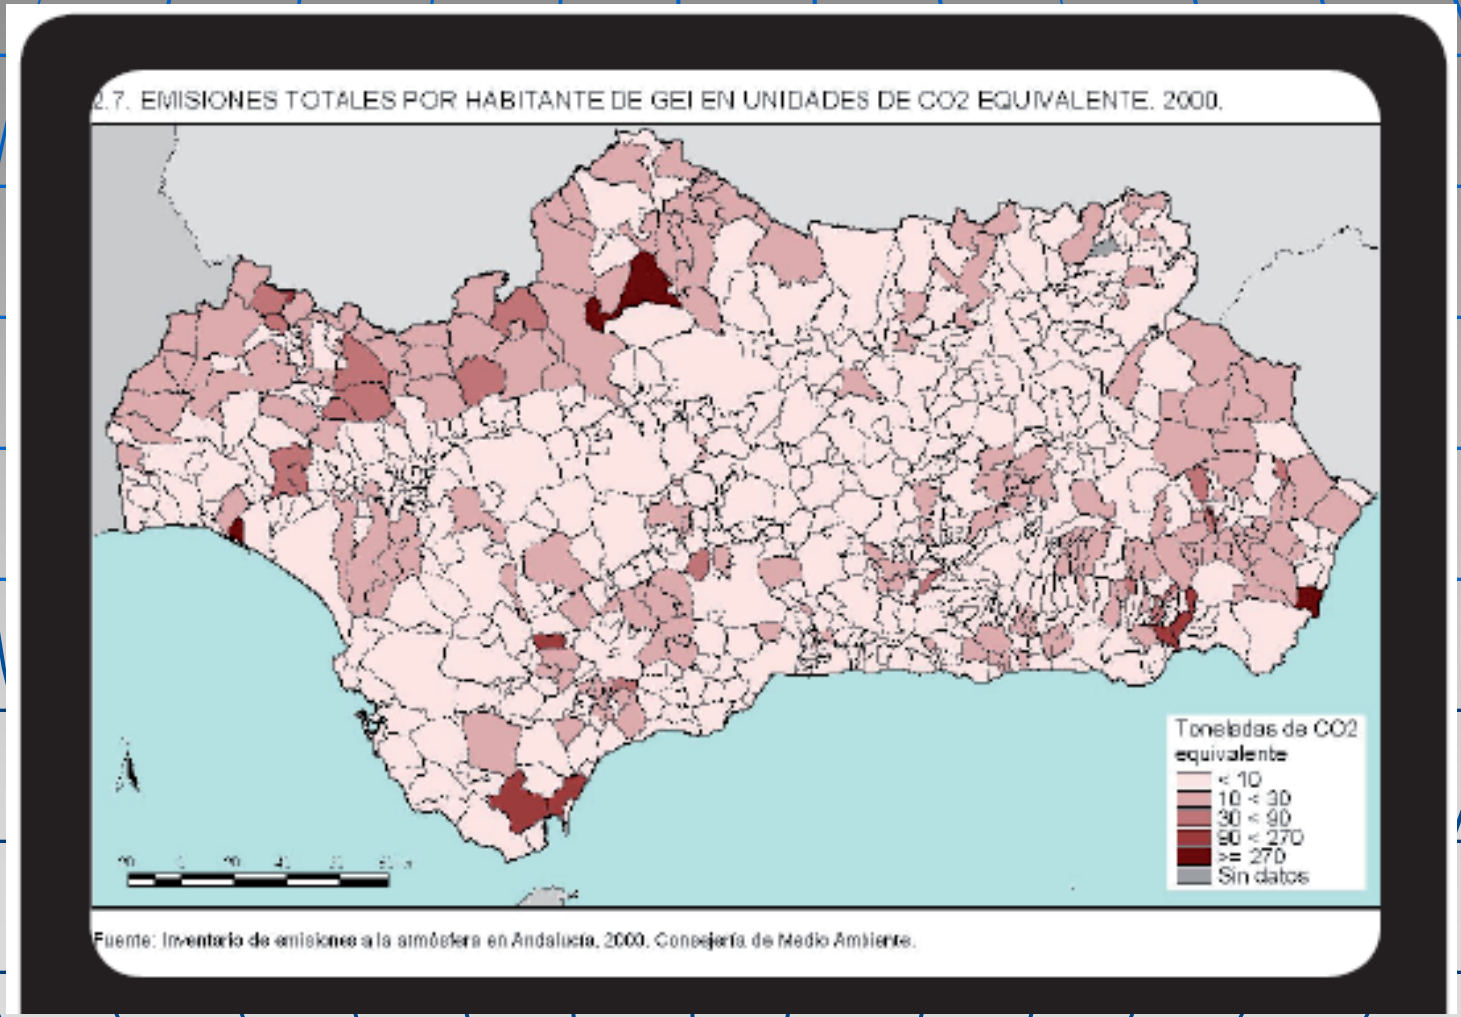 2.7. EMISIONES TOTALES POR HABITANTE DE GEI EN UNIDADES DE CO2 EQUIVALENTE. 2000.
Toneladas de CO2
equivalente
< 10
10 < 30
30 < 90
90 < 270
>= 270
Sin datos
Fuente: Inventario de emisiones a la atmósfera en Andalucía, 2000. Consejería de Medio Ambiente.